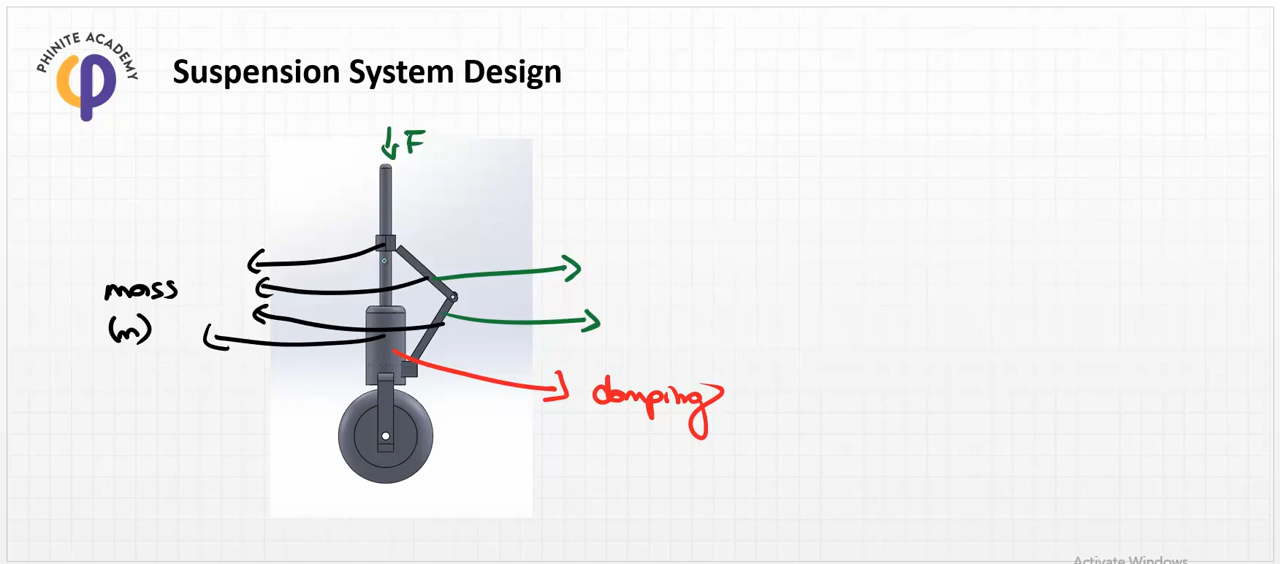 PHINITE ACADEMY
Suspension System Design
F
mass
(m)
damping
Activate Windows